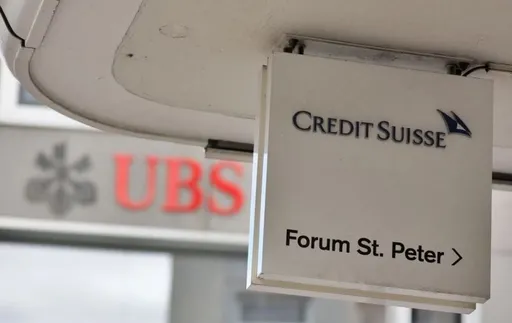 UBS
CREDIT SUISSE
Forum St. Peter >